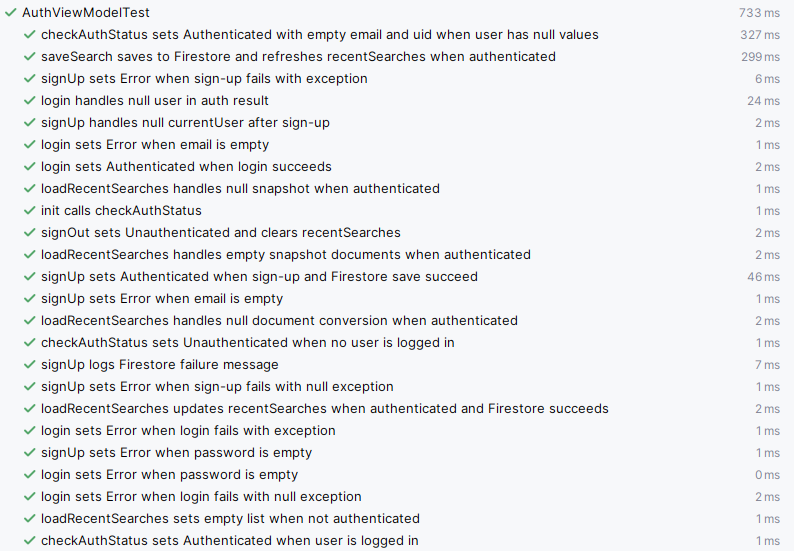 AuthViewModelTest 733 ms
checkAuthStatus sets Authenticated with empty email and uid when user has null values 327 ms
saveSearch saves to Firestore and refreshes recentSearches when authenticated 299 ms
signUp sets Error when sign-up fails with exception 6 ms
login handles null user in auth result 24 ms
signUp handles null currentUser after sign-up 2 ms
login sets Error when email is empty 1 ms
login sets Authenticated when login succeeds 2 ms
loadRecentSearches handles null snapshot when authenticated 1 ms
init calls checkAuthStatus 1 ms
signOut sets Unauthenticated and clears recentSearches 2 ms
loadRecentSearches handles empty snapshot documents when authenticated 2 ms
signUp sets Authenticated when sign-up and Firestore save succeed 46 ms
signUp sets Error when email is empty 1 ms
loadRecentSearches handles null document conversion when authenticated 2 ms
checkAuthStatus sets Unauthenticated when no user is logged in 1 ms
signUp logs Firestore failure message 7 ms
signUp sets Error when sign-up fails with null exception 1 ms
loadRecentSearches updates recentSearches when authenticated and Firestore succeeds 2 ms
login sets Error when login fails with exception 1 ms
signUp sets Error when password is empty 1 ms
login sets Error when password is empty 0 ms
login sets Error when login fails with null exception 2 ms
loadRecentSearches sets empty list when not authenticated 1 ms
checkAuthStatus sets Authenticated when user is logged in 1 ms